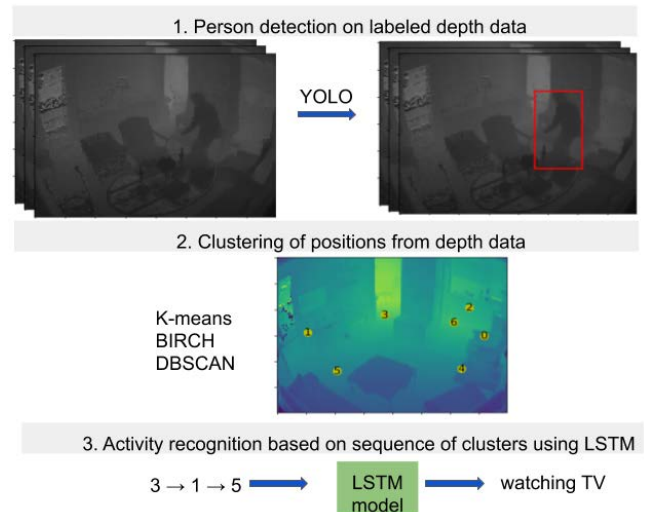 1. Person detection on labeled depth data
YOLO
2. Clustering of positions from depth data
K-means
BIRCH
DBSCAN
1
3
2
6
0
5
4
3. Activity recognition based on sequence of clusters using LSTM
3 → 1 → 5
LSTM
model
watching TV